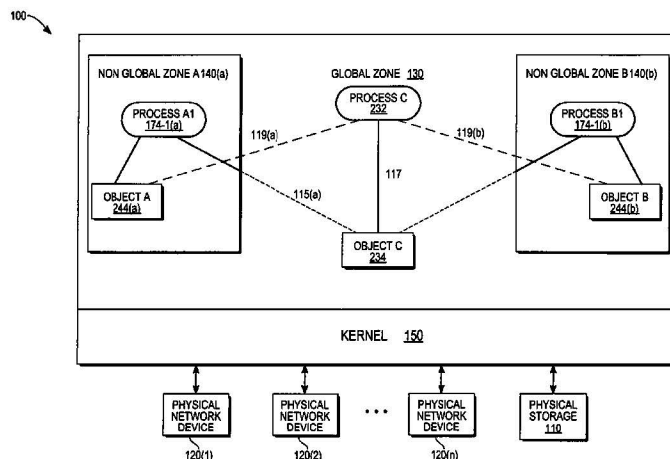 100
NON GLOBAL ZONE A 140(a)
GLOBAL ZONE 130
NON GLOBAL ZONE B 140(b)
PROCESS A1
174-1(a)
PROCESS C
232
PROCESS B1
174-1(b)
119(a)
119(b)
117
115(a)
OBJECT A
244(a)
OBJECT B
244(b)
OBJECT C
234
KERNEL 150
PHYSICAL
NETWORK
DEVICE
PHYSICAL
NETWORK
DEVICE
• • •
PHYSICAL
NETWORK
DEVICE
PHYSICAL
STORAGE
110
120(1)
120(2)
120(n)